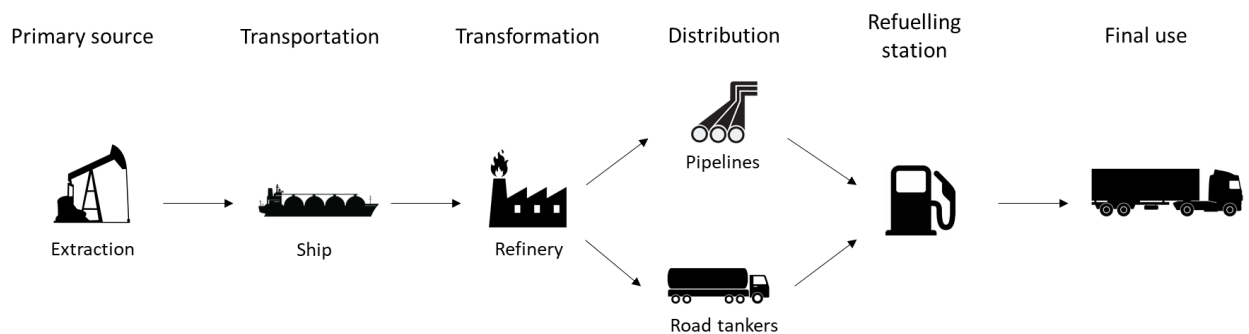 Primary source
Transportation
Transformation
Distribution
Refuelling
station
Final use
Pipelines
Extraction
Ship
Refinery
Road tankers